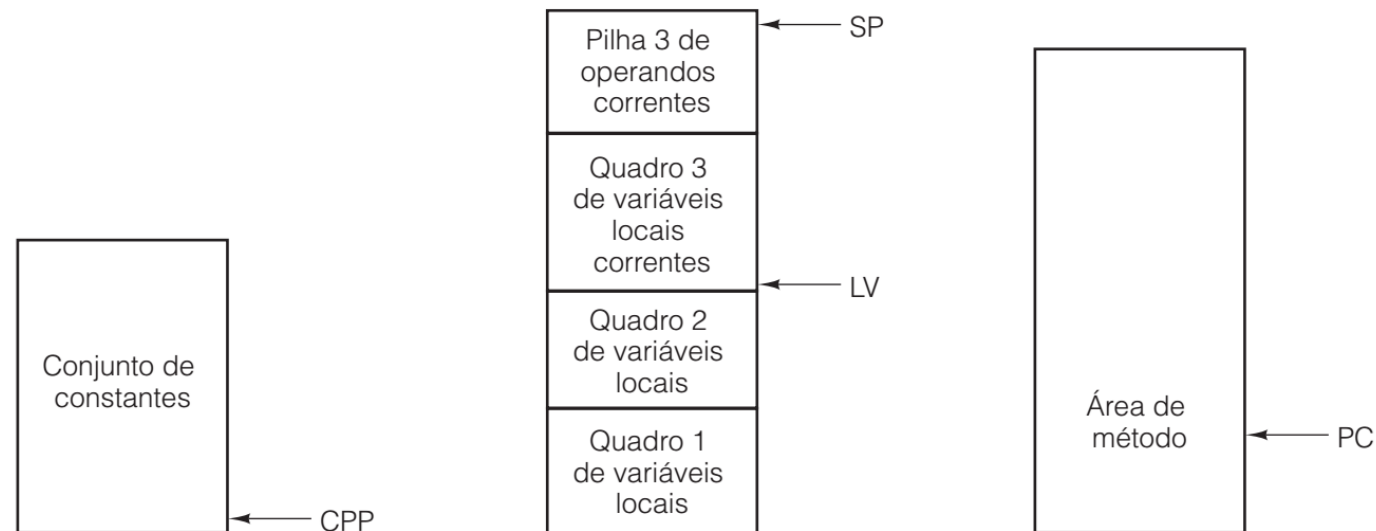 Conjunto de
constantes
CPP
Pilha 3 de
operandos
correntes
SP
Quadro 3
de variáveis
locais
correntes
LV
Quadro 2
de variáveis
locais
Quadro 1
de variáveis
locais
Área de
método
PC